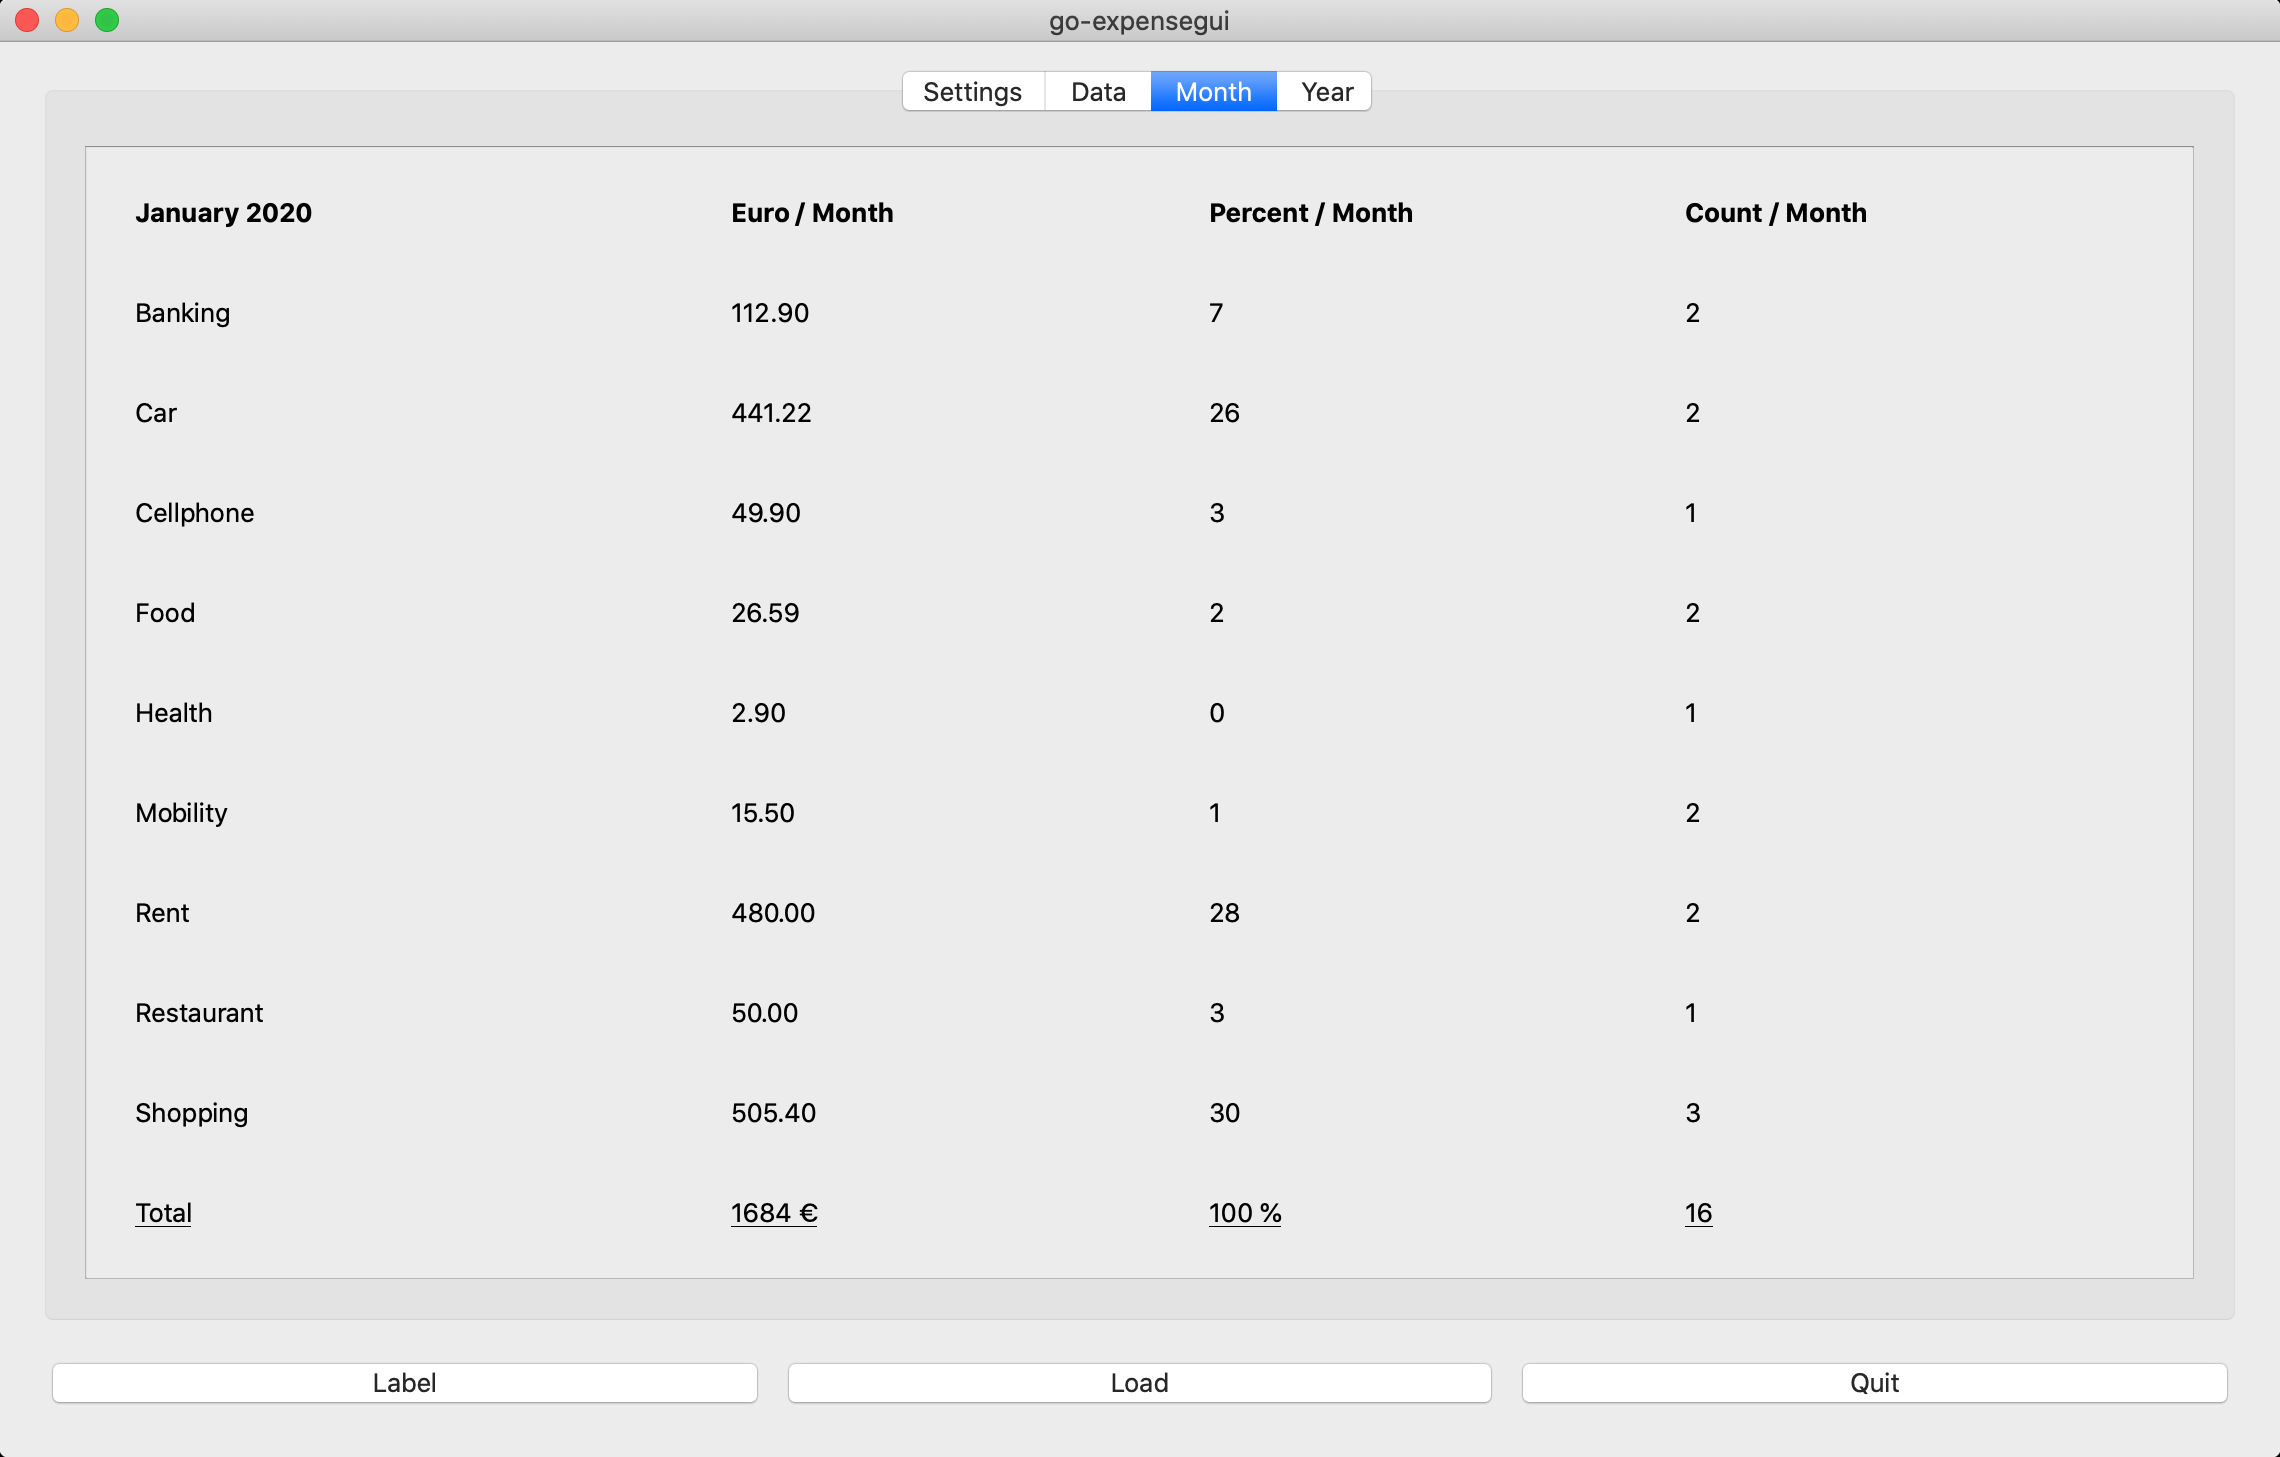 go-expensegui
Settings Data Month Year
January 2020 Euro / Month Percent / Month Count / Month
Banking 112.90 7 2
Car 441.22 26 2
Cellphone 49.90 3 1
Food 26.59 2 2
Health 2.90 0 1
Mobility 15.50 1 2
Rent 480.00 28 2
Restaurant 50.00 3 1
Shopping 505.40 30 3
Total 1684 € 100 % 16
Label Load Quit